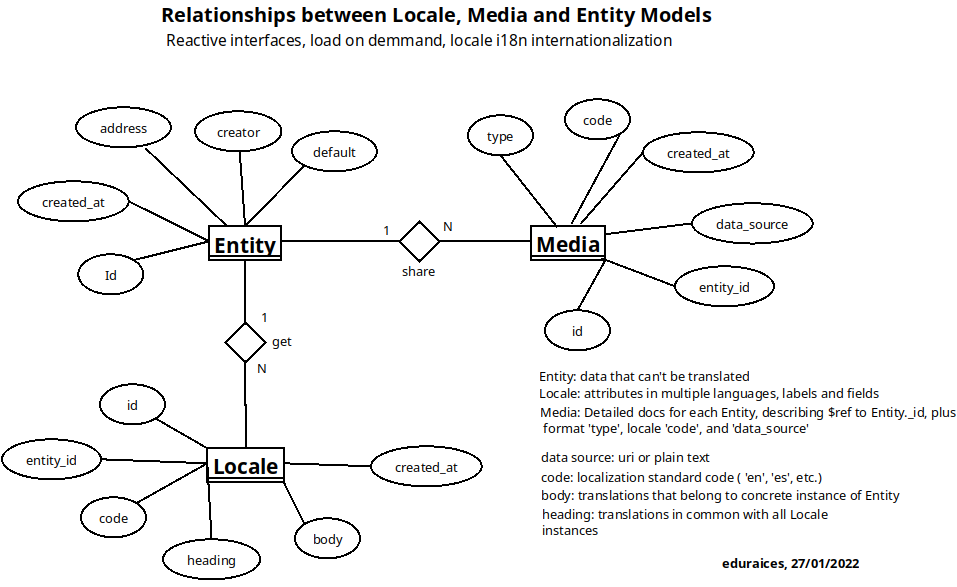 Relationships between Locale, Media and Entity Models
Reactive interfaces, load on demmand, locale i18n internationalization
address
creator
default
created_at
Id
Entity
1
N
share
type
code
created_at
data_source
entity_id
id
Media
1
get
N
id
entity_id
code
heading
body
created_at
Locale
Entity: data that can't be translated
Locale: attributes in multiple languages, labels and fields
Media: Detailed docs for each Entity, describing $ref to Entity._id, plus
format 'type', locale 'code', and 'data_source'
data source: uri or plain text
code: localization standard code ( 'en', 'es', etc.)
body: translations that belong to concrete instance of Entity
heading: translations in common with all Locale
instances
eduraices, 27/01/2022